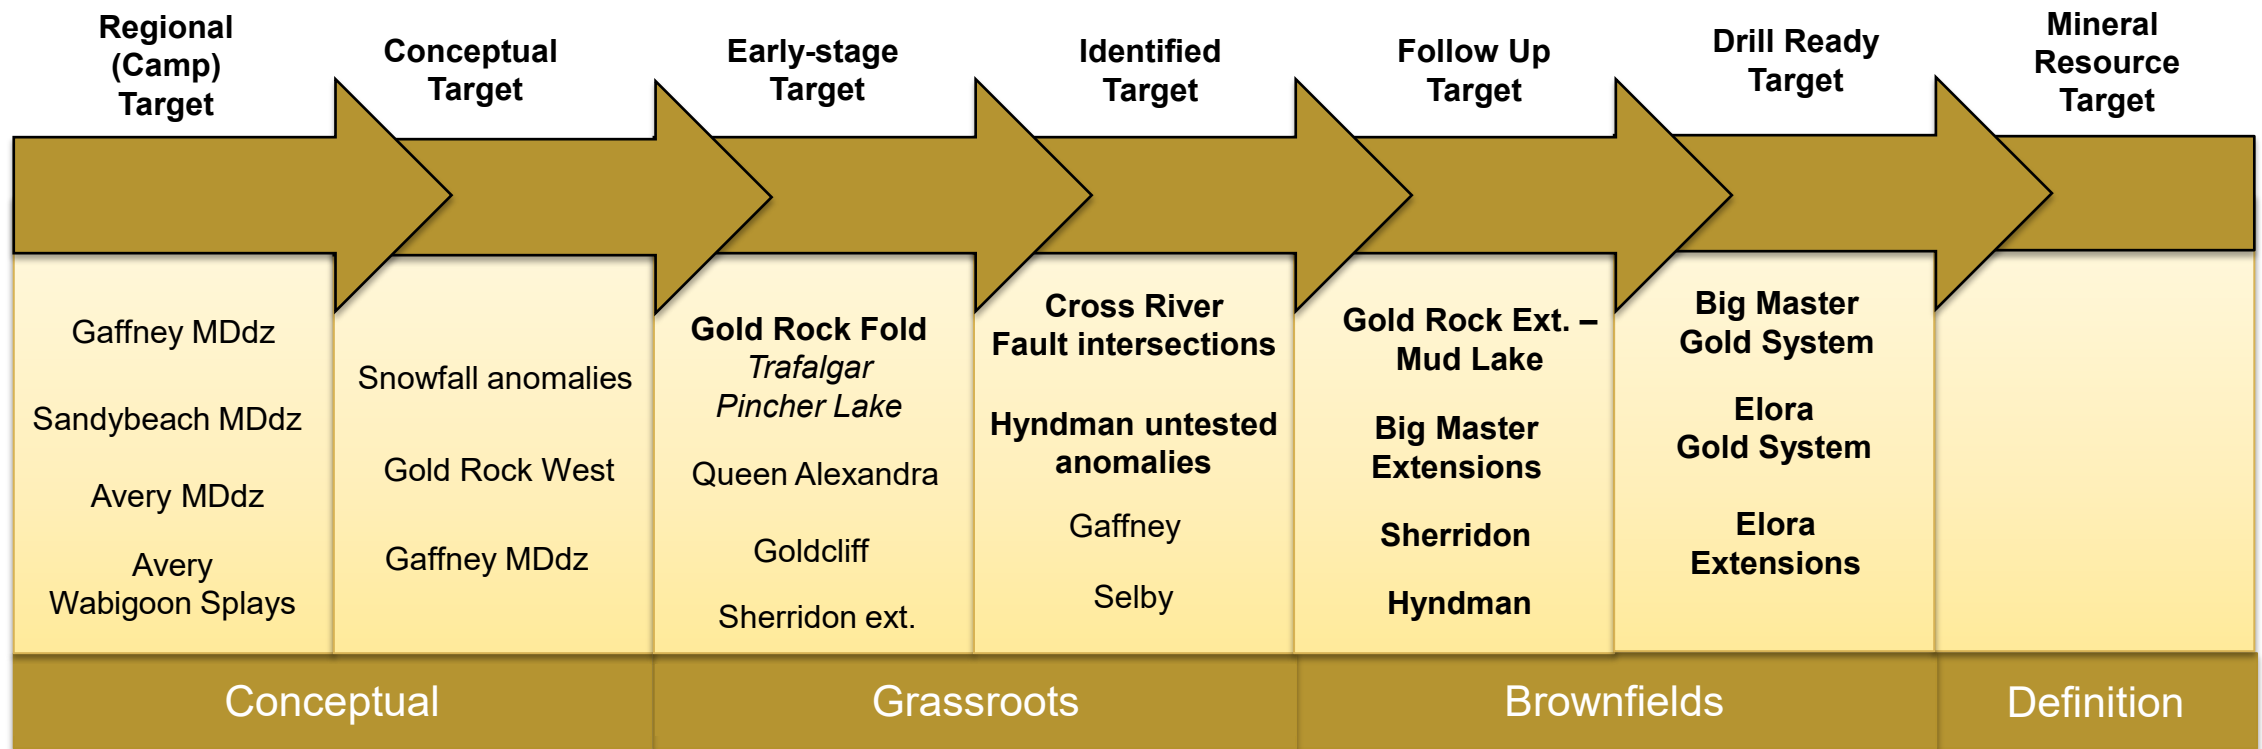 Regional
(Camp)
Target
Conceptual
Target
Early-stage
Target
Identified
Target
Follow Up
Target
Drill Ready
Target
Mineral
Resource
Target
Gaffney MDdz
Sandybeach MDdz
Avery MDdz
Avery
Wabigoon Splays
Snowfall anomalies
Gold Rock West
Gaffney MDdz
Gold Rock Fold
Trafalgar
Pincher Lake
Queen Alexandra
Goldcliff
Sherridon ext.
Cross River
Fault intersections
Hyndman untested
anomalies
Gaffney
Selby
Gold Rock Ext. –
Mud Lake
Big Master
Extensions
Sherridon
Hyndman
Big Master
Gold System
Elora
Gold System
Elora
Extensions
Conceptual
Grassroots
Brownfields
Definition